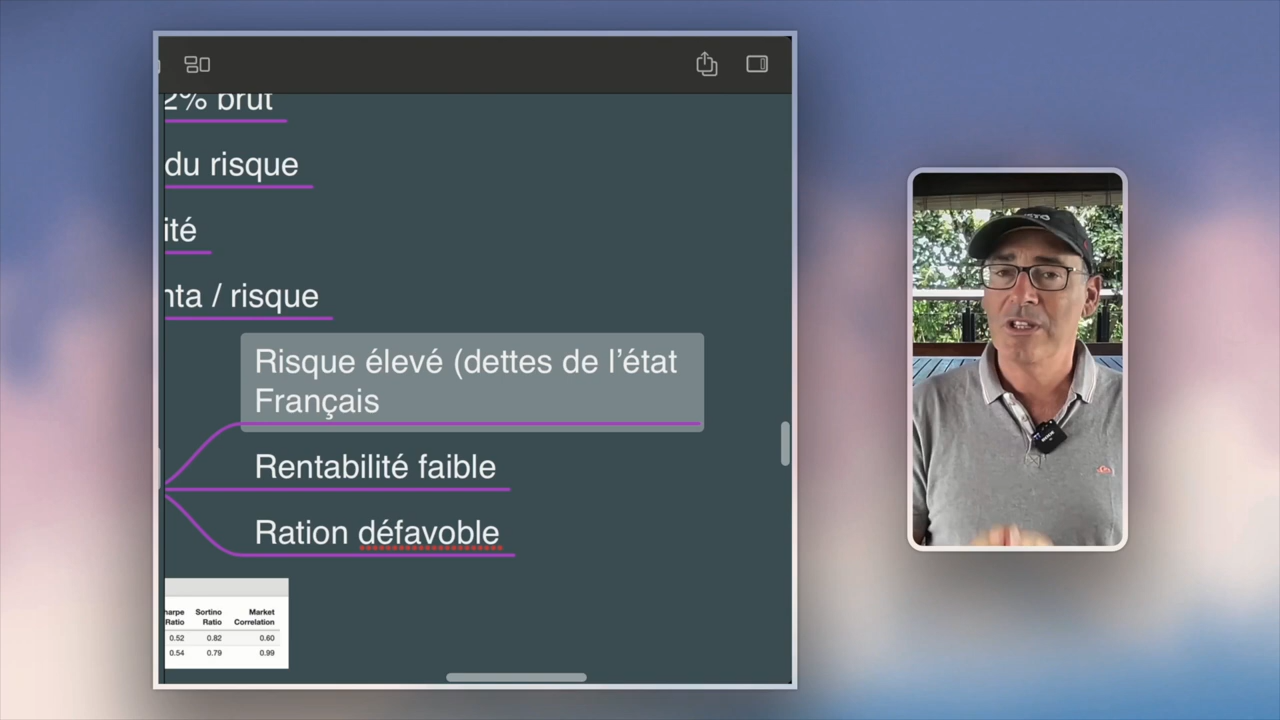 2% brut
du risque
ité
nta / risque
Risque élevé (dettes de l’état
Français
Rentabilité faible
Ration défavoble
harpe Sortino Market
Ratio Ratio Correlation
0.52 0.82 0.60
0.54 0.79 0.99